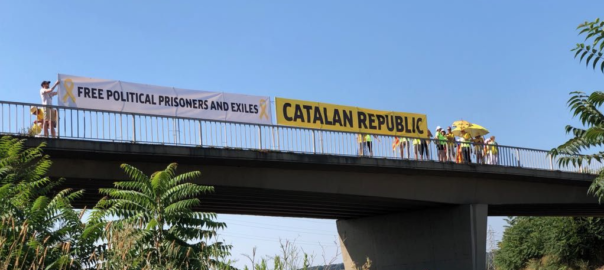 FREE POLITICAL PRISONERS AND EXILES
CATALAN REPUBLIC